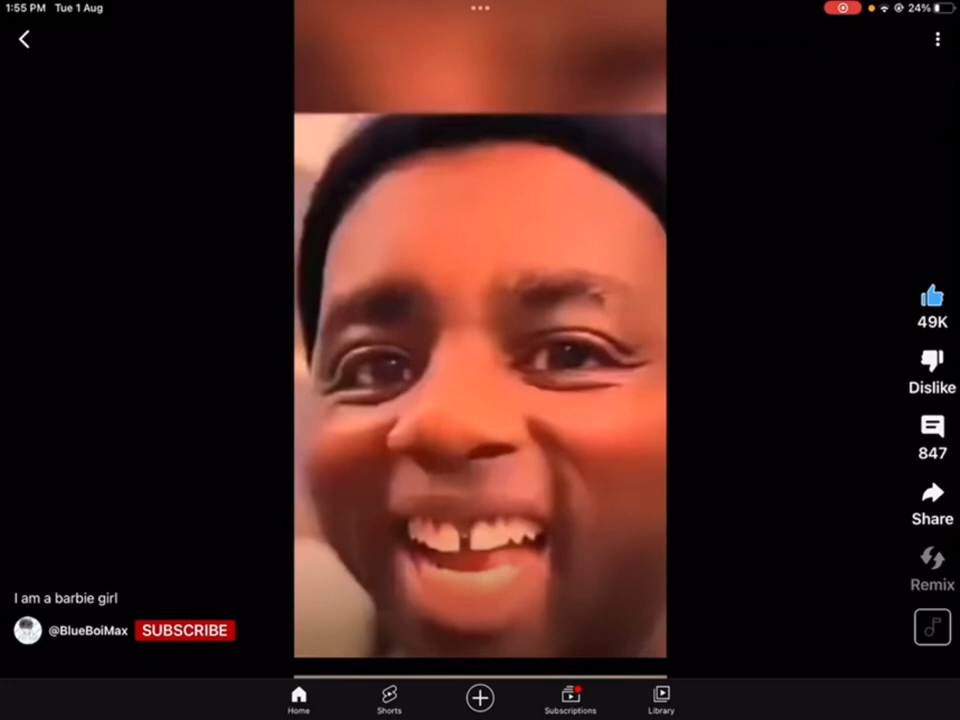 1:55 PM Tue 1 Aug
24%
49K
Dislike
847
Share
Remix
I am a barbie girl
@BlueBoiMax SUBSCRIBE
Home Shorts Subscriptions Library